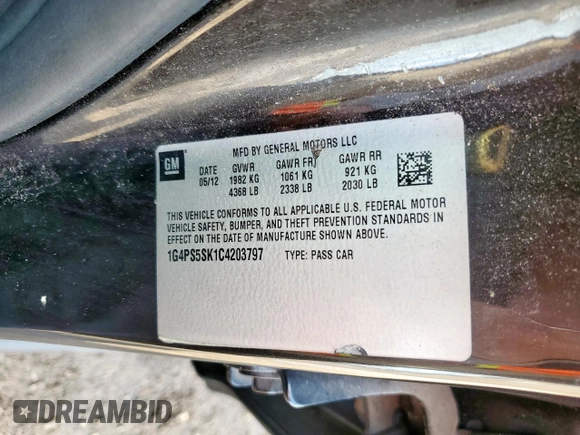 MFD BY GENERAL MOTORS LLC
GM
DATE GVWR GAWR FRT GAWR RR
05/12 1982 KG 1061 KG 921 KG
4368 LB 2338 LB 2030 LB
THIS VEHICLE CONFORMS TO ALL APPLICABLE U.S. FEDERAL MOTOR
VEHICLE SAFETY, BUMPER, AND THEFT PREVENTION STANDARDS IN
EFFECT ON THE DATE OF MANUFACTURE SHOWN ABOVE.
1G4PS5SK1C4203797 TYPE: PASS CAR
DREAMBID